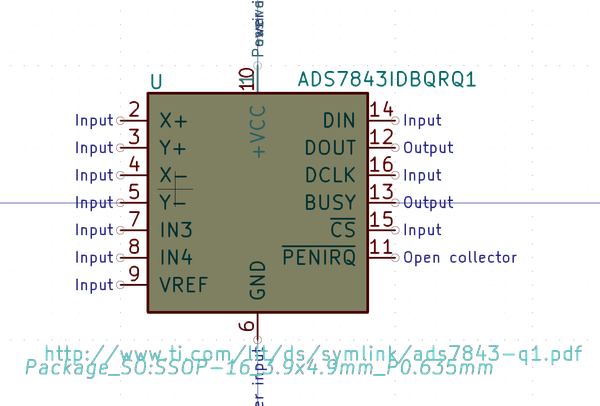 U
ADS7843IDBQRQ1
10
+VCC
Input 2 X+
DIN 14 Input
Input 3 Y+
DOUT 12 Output
Input 4 X-
DCLK 16 Input
Input 5 Y-
BUSY 13 Output
Input 7 IN3
CS 15 Input
Input 8 IN4
PENIRQ 11 Open collector
Input 9 VREF
GND
6
er input
http://www.ti.com/lit/ds/symlink/ads7843-q1.pdf
Package_SO:SSOP-16_3.9x4.9mm_P0.635mm